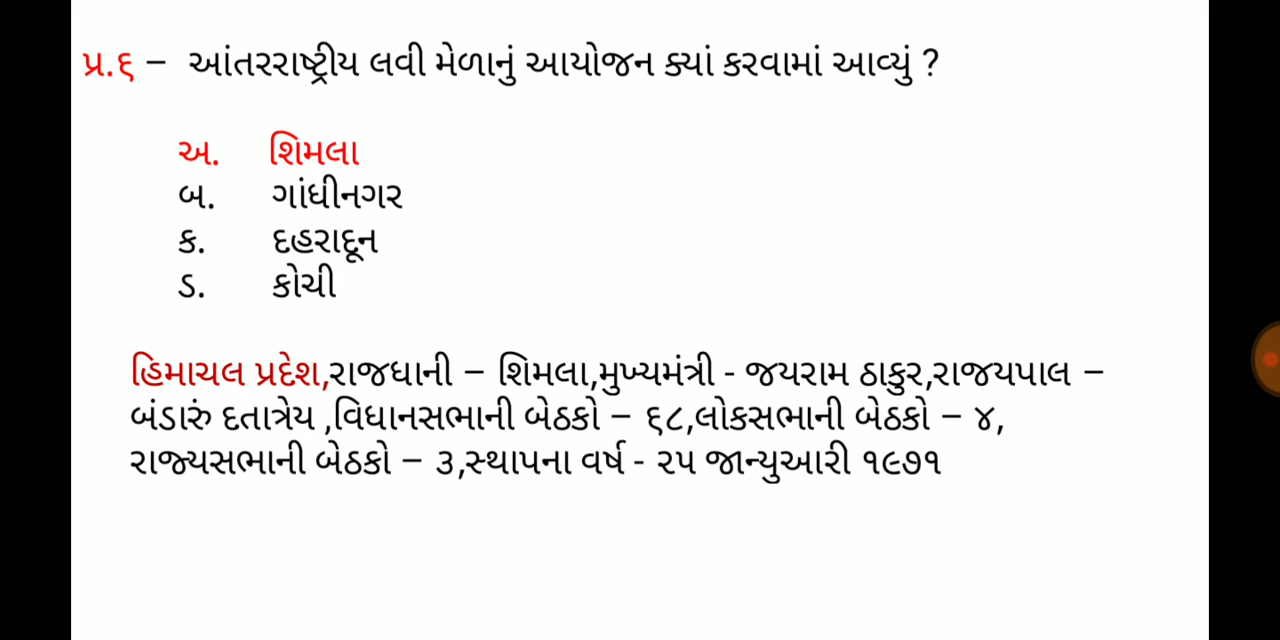 પ્ર.૬ – આંતરરાષ્ટ્રીય લવી મેળાનું આયોજન ક્યાં કરવામાં આવ્યું ?
અ. શિમલા
બ. ગાંધીનગર
ક. દહરાદૂન
ડ. કોચી
હિમાચલ પ્રદેશ,રાજધાની – શિમલા,મુખ્યમંત્રી - જયરામ ઠાકુર,રાજયપાલ –
બંડારું દતાત્રેય ,વિધાનસભાની બેઠકો – ૬૮,લોકસભાની બેઠકો – ૪,
રાજ્યસભાની બેઠકો – ૩,સ્થાપના વર્ષ - ૨૫ જાન્યુઆરી ૧૯૭૧